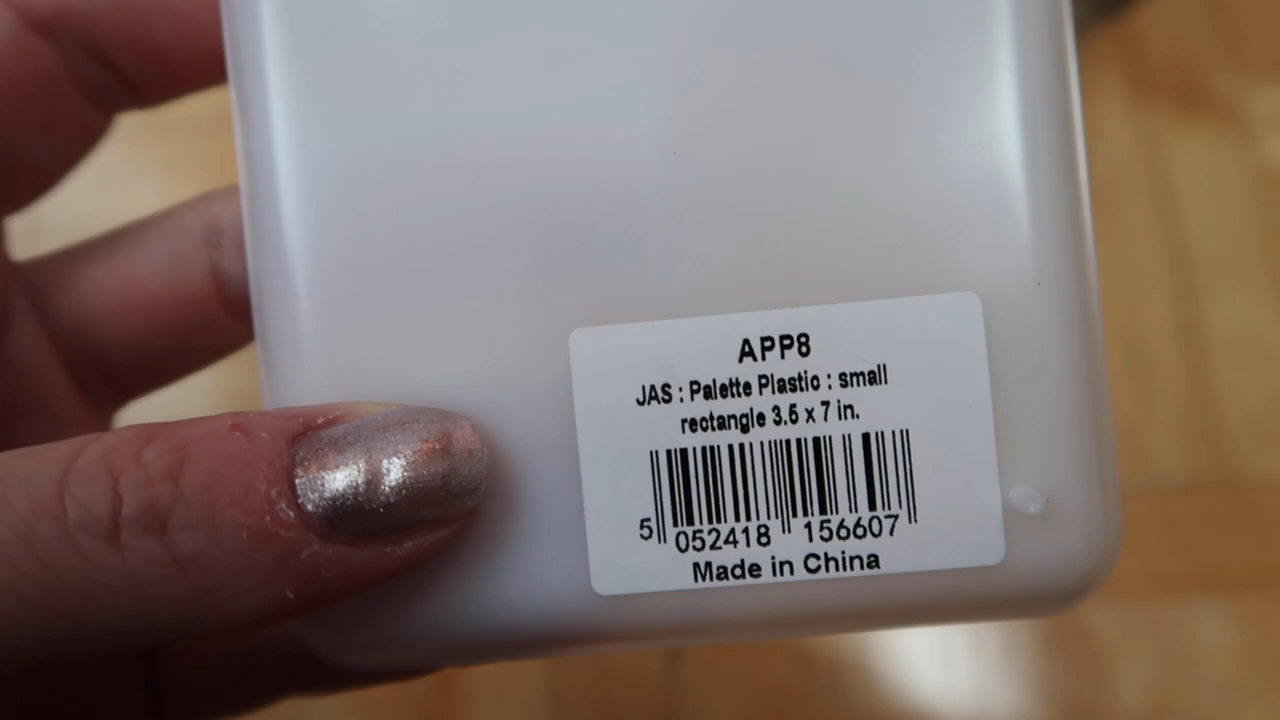 APP8
JAS : Palette Plastic : small
rectangle 3.5 x 7 in.
5 052418 156607
Made in China